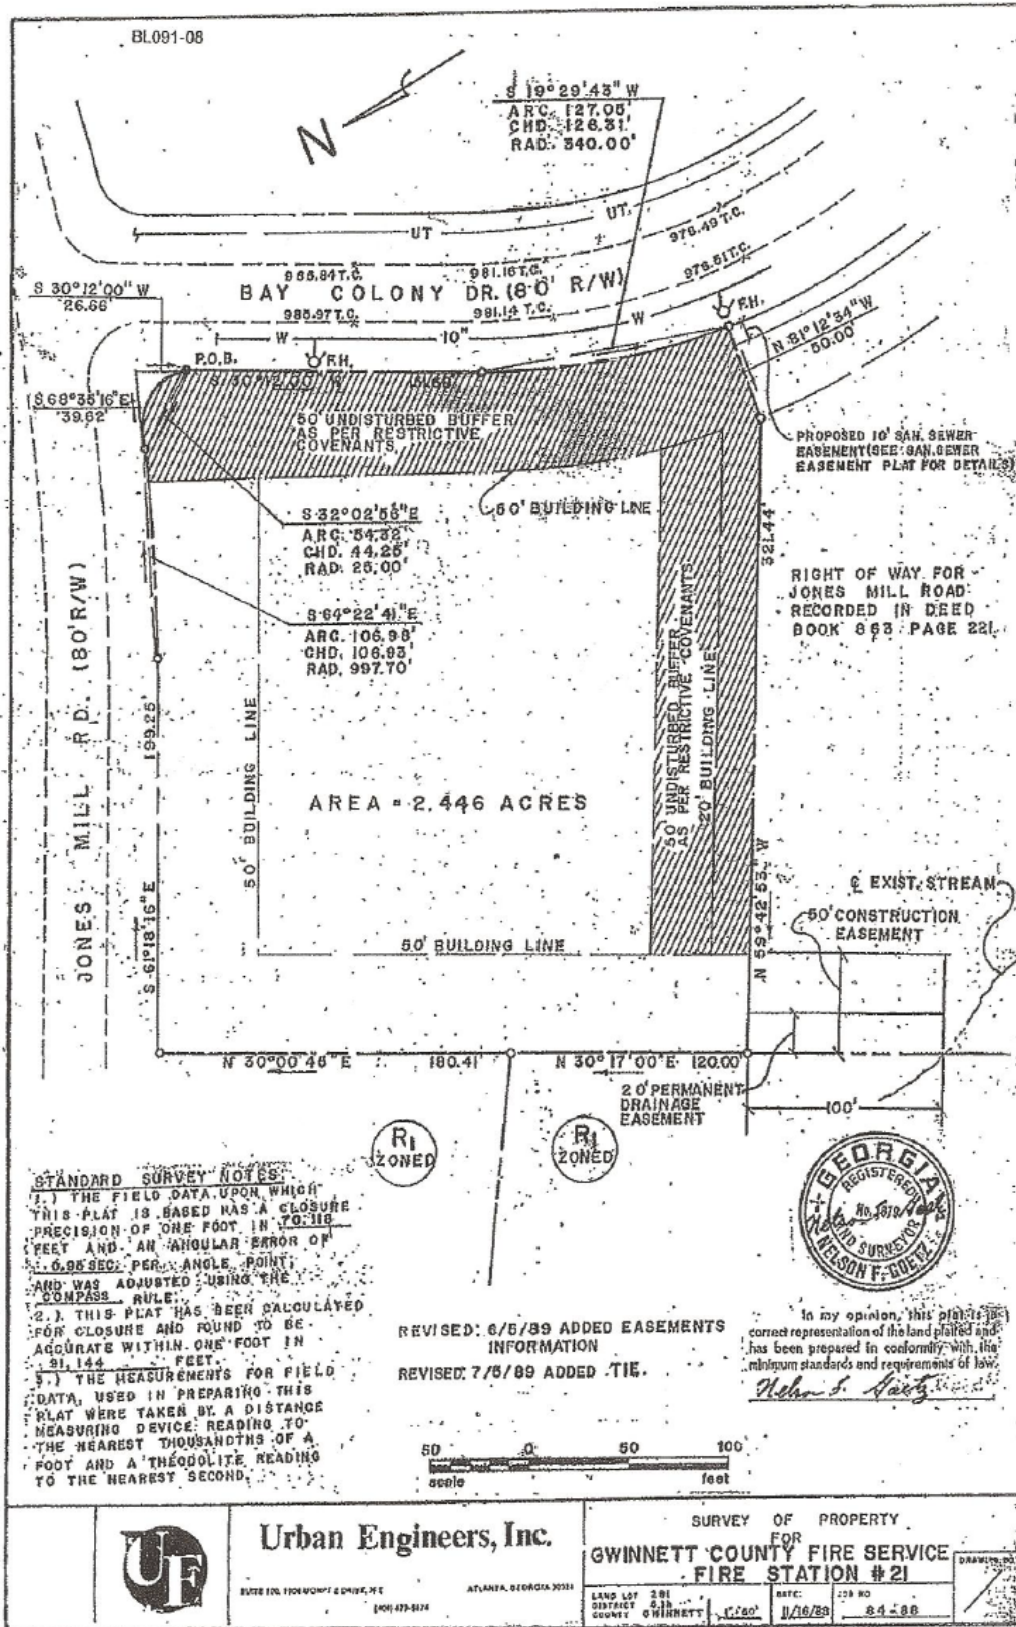 BL091-08
N
S 19° 29' 43" W
ARC. 127.05'
CHD. 126.31'
RAD. 340.00'
UT
UT.
976.49 T.C.
985.84 T.C.
981.16 T.C.
976.61 T.C.
S 30° 12' 00" W
26.66'
BAY COLONY DR. (80' R/W)
985.97 T.C.
981.14 T.C.
W
10"
W
F.H.
N 81° 12' 34" W
50.00'
P.O.B.
F.H.
S 30° 12' 00" W
S 68° 35' 16" E
39.62'
50' UNDISTURBED BUFFER
AS PER RESTRICTIVE
COVENANTS
PROPOSED 10' SAN. SEWER
EASEMENT (SEE SAN. SEWER
EASEMENT PLAT FOR DETAILS)
50' BUILDING LINE
S 32° 02' 56" E
ARC. 54.32'
CHD. 44.25'
RAD. 25.00'
S 64° 22' 41" E
ARC. 106.98'
CHD. 106.93'
RAD. 997.70'
321.44'
RIGHT OF WAY FOR
JONES MILL ROAD
RECORDED IN DEED
BOOK 863 PAGE 221
JONES MILL RD. (80' R/W)
199.25'
S 61° 18' 16" E
50' BUILDING LINE
AREA = 2.446 ACRES
50' UNDISTURBED BUFFER
AS PER RESTRICTIVE COVENANTS
20' BUILDING LINE
N 59° 42' 53" W
℄ EXIST. STREAM
50' CONSTRUCTION
EASEMENT
50' BUILDING LINE
N 30° 00' 46" E 180.41'
N 30° 17' 00" E 120.00'
20' PERMANENT
DRAINAGE
EASEMENT
100'
R1
ZONED
R1
ZONED
GEORGIA
REGISTERED
LAND SURVEYOR
NELSON F. GOETZ
STANDARD SURVEY NOTES:
1.) THE FIELD DATA UPON WHICH
THIS PLAT IS BASED HAS A CLOSURE
PRECISION OF ONE FOOT IN 70,118
FEET AND AN ANGULAR ERROR OF
0.98 SEC. PER ANGLE POINT,
AND WAS ADJUSTED USING THE
COMPASS RULE.
2.) THIS PLAT HAS BEEN CALCULATED
FOR CLOSURE AND FOUND TO BE
ACCURATE WITHIN ONE FOOT IN
91,144 FEET.
3.) THE MEASUREMENTS FOR FIELD
DATA, USED IN PREPARING THIS
PLAT WERE TAKEN BY A DISTANCE
MEASURING DEVICE READING TO
THE NEAREST THOUSANDTHS OF A
FOOT AND A THEODOLITE READING
TO THE NEAREST SECOND.
REVISED: 6/5/89 ADDED EASEMENTS
INFORMATION
REVISED: 7/5/89 ADDED TIE.
In my opinion, this plat is a
correct representation of the land platted and
has been prepared in conformity with the
minimum standards and requirements of law.
Nelson F. Goetz
50 0 50 100
scale feet
UE
Urban Engineers, Inc.
ATLANTA, GEORGIA
SURVEY OF PROPERTY
FOR
GWINNETT COUNTY FIRE SERVICE
FIRE STATION #21
DRAWING NO.
LAND LOT 281
DISTRICT
COUNTY GWINNETT
1"=50'
DATE:
11/16/88
JOB NO
84-88